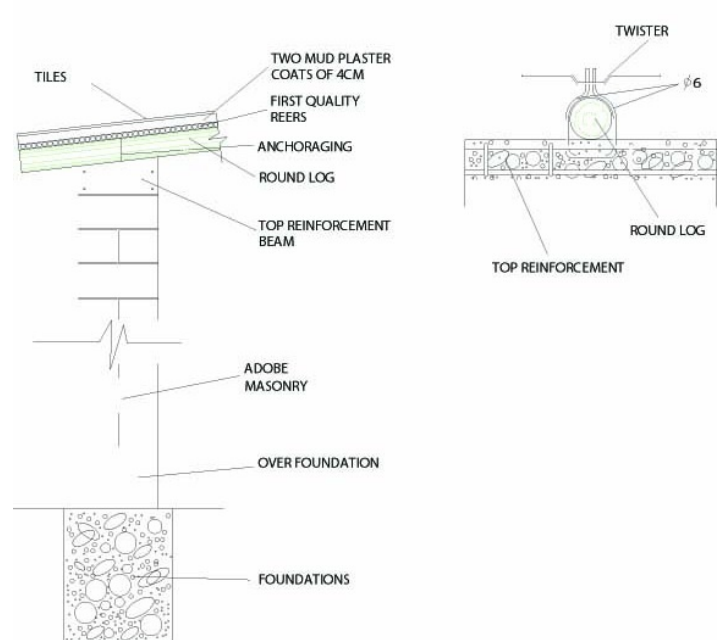 TILES
TWO MUD PLASTER
COATS OF 4CM
FIRST QUALITY
REERS
ANCHORAGING
ROUND LOG
TOP REINFORCEMENT
BEAM
ADOBE
MASONRY
OVER FOUNDATION
FOUNDATIONS
TWISTER
ϕ6
ROUND LOG
TOP REINFORCEMENT